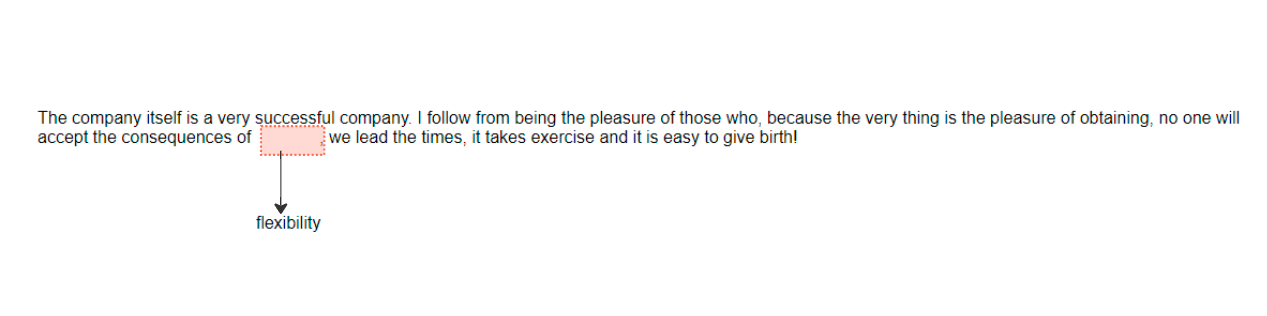 The company itself is a very successful company. I follow from being the pleasure of those who, because the very thing is the pleasure of obtaining, no one will
accept the consequences of , we lead the times, it takes exercise and it is easy to give birth!
flexibility